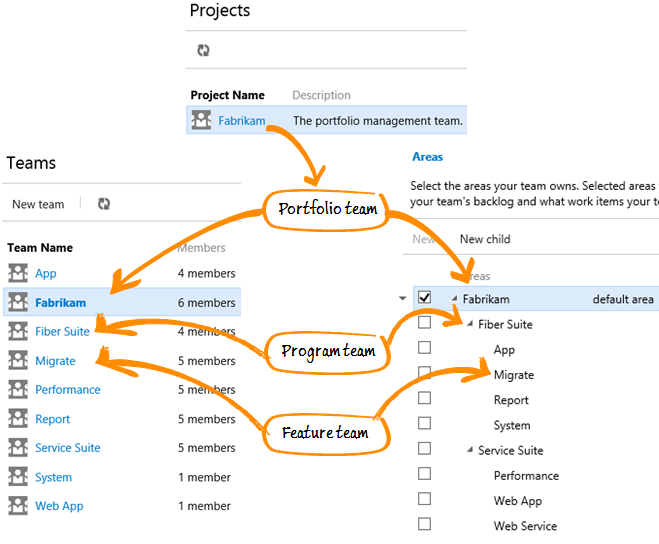 Projects
Project Name Description
Fabrikam The portfolio management team.
Teams
New team
Team Name Members
App 4 members
Fabrikam 6 members
Fiber Suite 4 members
Migrate 5 members
Performance 5 members
Report 5 members
Service Suite 5 members
System 1 member
Web App 1 member
Portfolio team
Program team
Feature team
Areas
Select the areas your team owns. Selected areas
your team's backlog and what work items your te
New New child
Areas
Fabrikam default area
Fiber Suite
App
Migrate
Report
System
Service Suite
Performance
Web App
Web Service